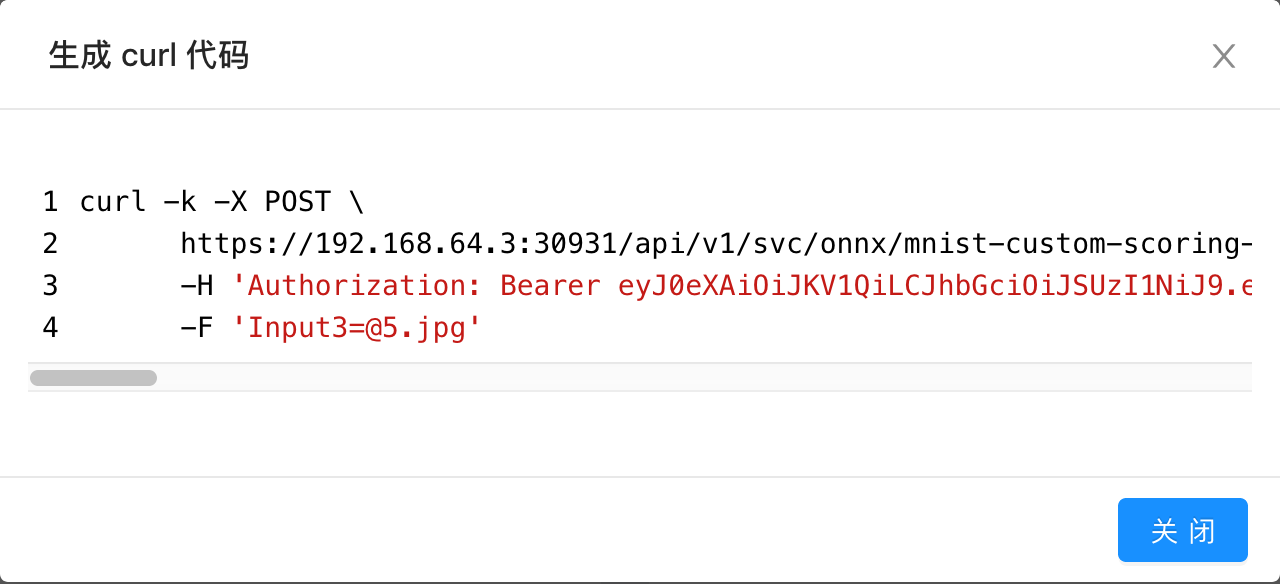 生成 curl 代码
1 curl -k -X POST \
2 https://192.168.64.3:30931/api/v1/svc/onnx/mnist-custom-scoring-
3 -H 'Authorization: Bearer eyJ0eXAiOiJKV1QiLCJhbGciOiJSUzI1NiJ9.e
4 -F 'Input3=@5.jpg'
关 闭